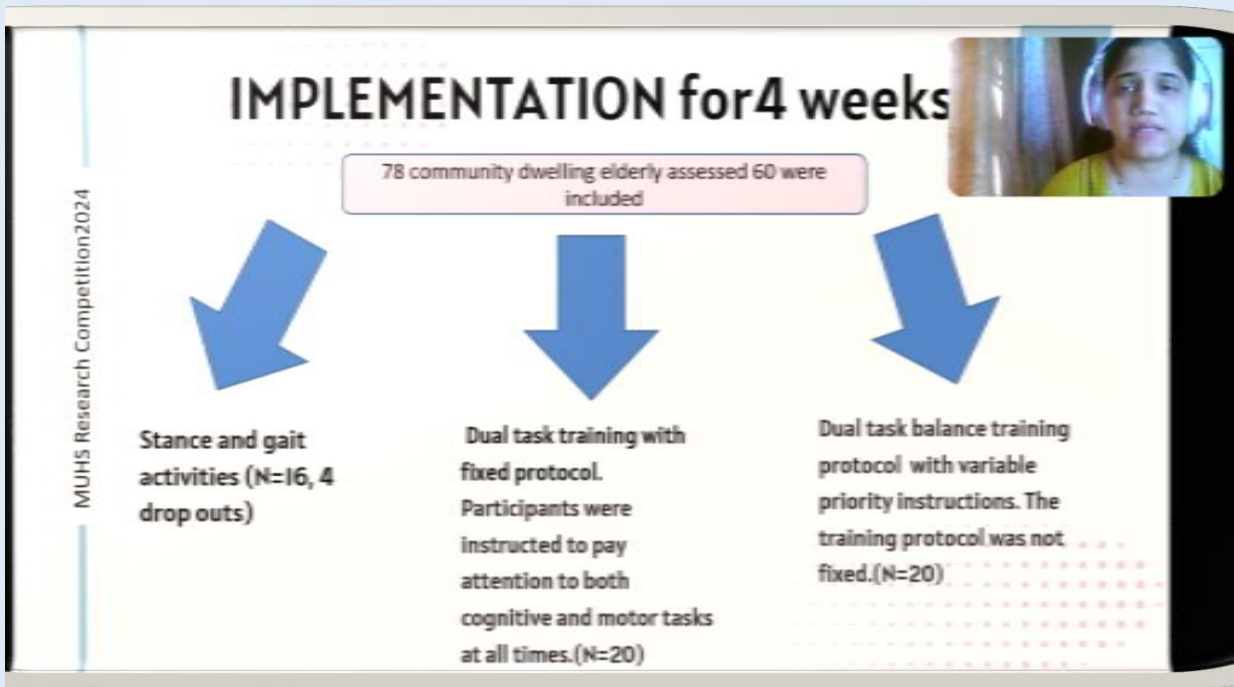 IMPLEMENTATION for4 weeks
78 community dwelling elderly assessed 60 were
included
MUHS Research Competition2024
Stance and gait
activities (N=16, 4
drop outs)
Dual task training with
fixed protocol.
Participants were
instructed to pay
attention to both
cognitive and motor tasks
at all times.(N=20)
Dual task balance training
protocol with variable
priority instructions. The
training protocol was not
fixed.(N=20)